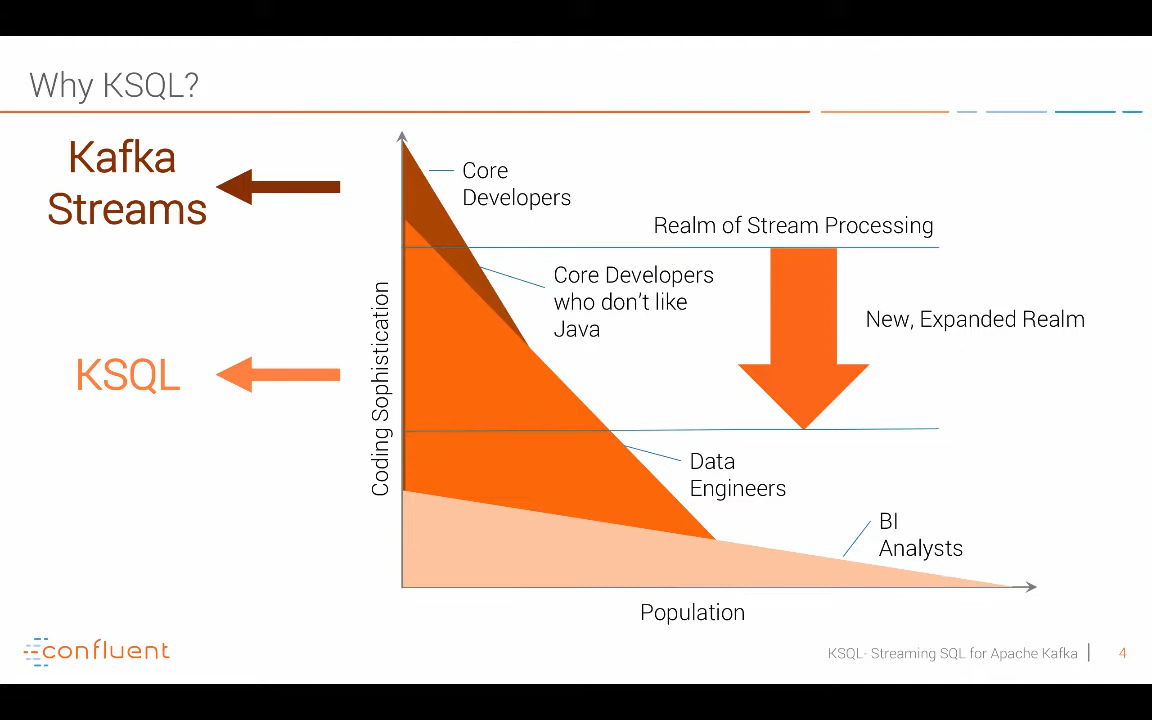 Why KSQL?
Kafka
Streams
KSQL
Core
Developers
Realm of Stream Processing
Core Developers
who don't like
Java
New, Expanded Realm
Coding Sophistication
Data
Engineers
BI
Analysts
Population
confluent
KSQL- Streaming SQL for Apache Kafka
4